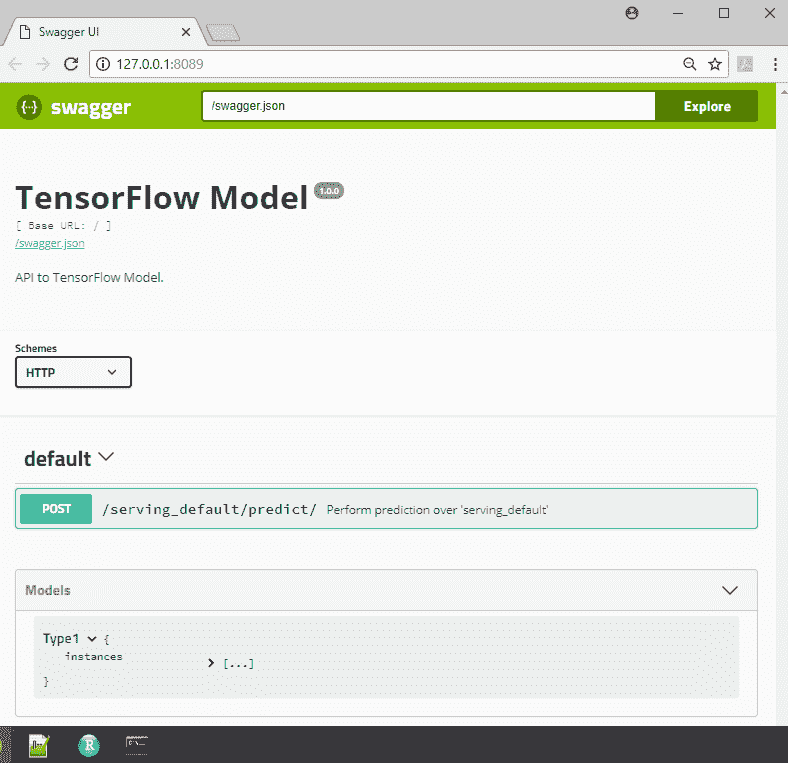 Swagger UI
127.0.0.1:8089
swagger
/swagger.json
Explore
TensorFlow Model 1.0.0
[ Base URL: / ]
/swagger.json
API to TensorFlow Model.
Schemes
HTTP
default
POST /serving_default/predict/ Perform prediction over 'serving_default'
Models
Type1 {
instances [...]
}
R